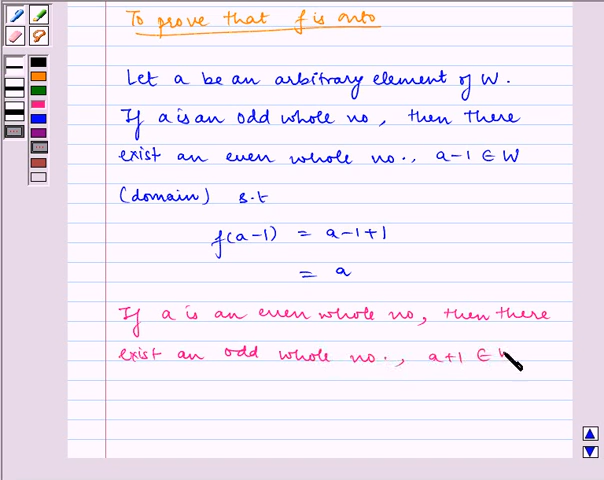 To prove that f is onto
Let a be an arbitrary element of W.
If a is an odd whole no, then there
exist an even whole no., a-1 ∈ W
(domain) s.t
f(a-1) = a-1+1
= a
If a is an even whole no, then there
exist an odd whole no., a+1 ∈